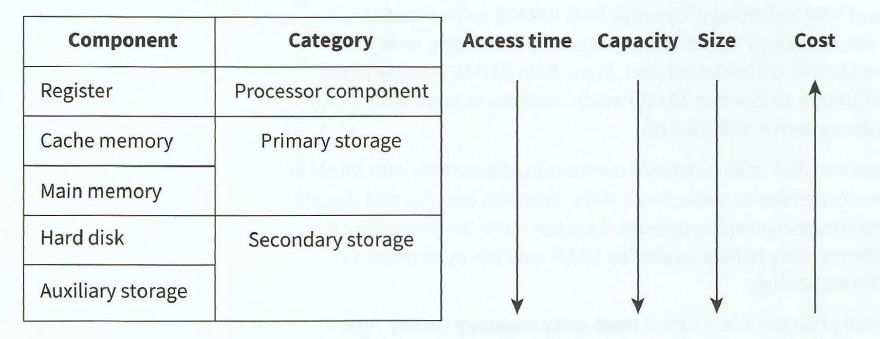 Component Category Access time Capacity Size Cost
Register Processor component
Cache memory Primary storage
Main memory
Hard disk Secondary storage
Auxiliary storage